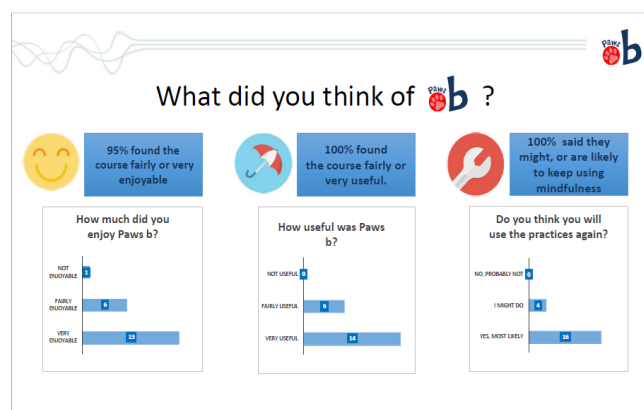 Paws b
What did you think of Paws b ?
95% found the
course fairly or very
enjoyable
100% found
the course fairly or
very useful.
100% said they
might, or are likely
to keep using
mindfulness
How much did you
enjoy Paws b?
NOT
ENJOYABLE
1
FAIRLY
ENJOYABLE
6
VERY
ENJOYABLE
13
How useful was Paws
b?
NOT USEFUL
0
FAIRLY USEFUL
6
VERY USEFUL
14
Do you think you will
use the practices again?
NO, PROBABLY NOT
0
I MIGHT DO
4
YES, MOST LIKELY
16